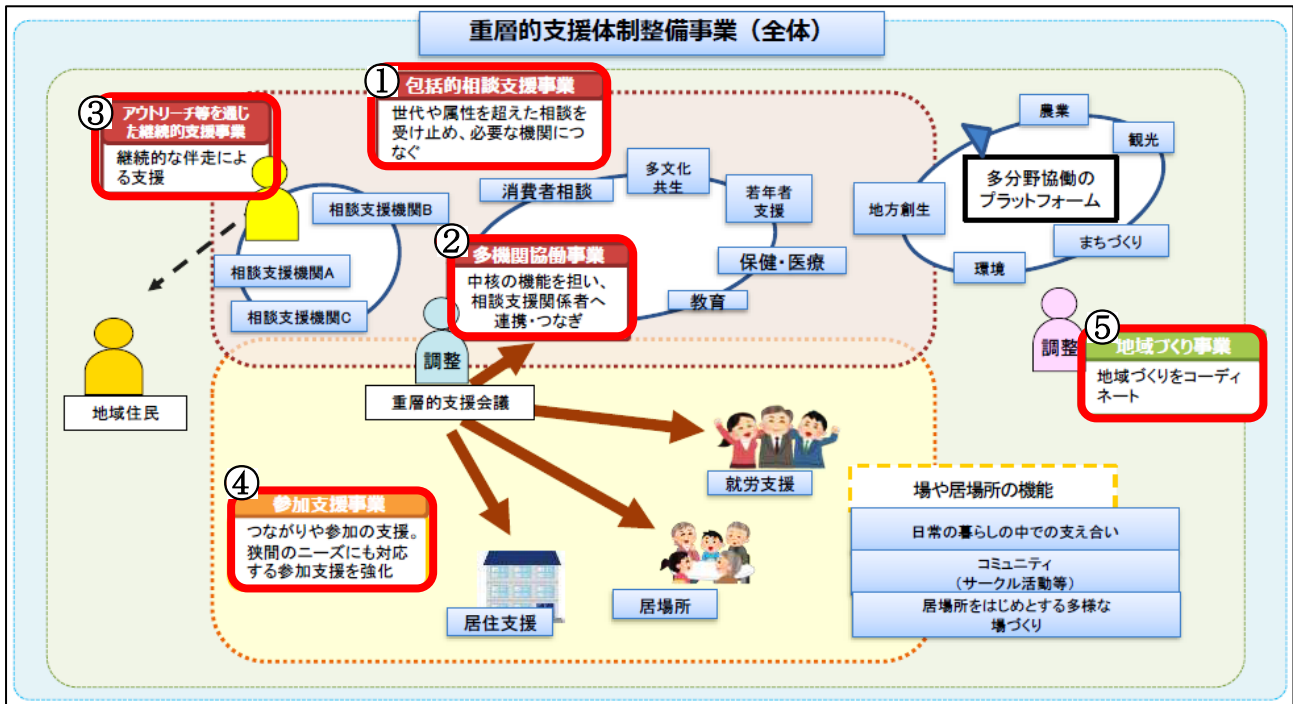 重層的支援体制整備事業（全体）
①
包括的相談支援事業
世代や属性を超えた相談を
受け止め、必要な機関につ
なぐ
③
アウトリーチ等を通じ
た継続的支援事業
継続的な伴走によ
る支援
相談支援機関B
相談支援機関A
相談支援機関C
消費者相談
多文化
共生
若年者
支援
保健・医療
教育
②
多機関協働事業
中核の機能を担い、
相談支援関係者へ
連携・つなぎ
農業
観光
多分野協働の
プラットフォーム
地方創生
まちづくり
環境
調整
⑤
地域づくり事業
地域づくりをコーディ
ネート
地域住民
調整
重層的支援会議
就労支援
④
参加支援事業
つながりや参加の支援。
狭間のニーズにも対応
する参加支援を強化
居住支援
居場所
場や居場所の機能
日常の暮らしの中での支え合い
コミュニティ
（サークル活動等）
居場所をはじめとする多様な
場づくり